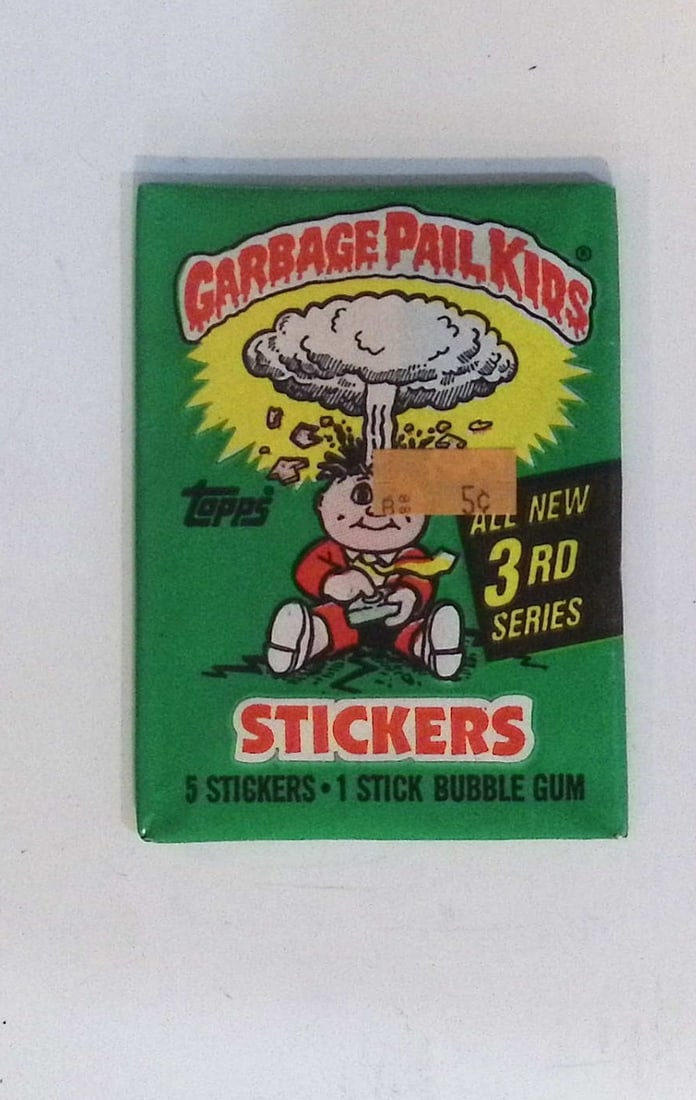 GARBAGE PAIL KIDS ®
5¢
topps
ALL NEW
3RD
SERIES
STICKERS
5 STICKERS • 1 STICK BUBBLE GUM